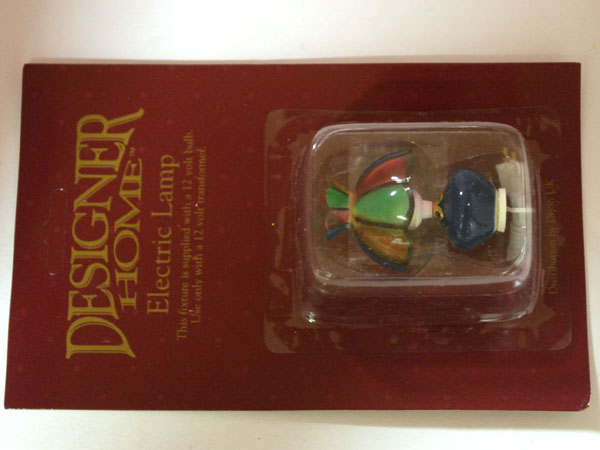 DESIGNER
HOME™
Electric Lamp
This fixture is supplied with a 12 volt bulb.
Use only with a 12 volt transformer.
Distribution by Dijon U.K